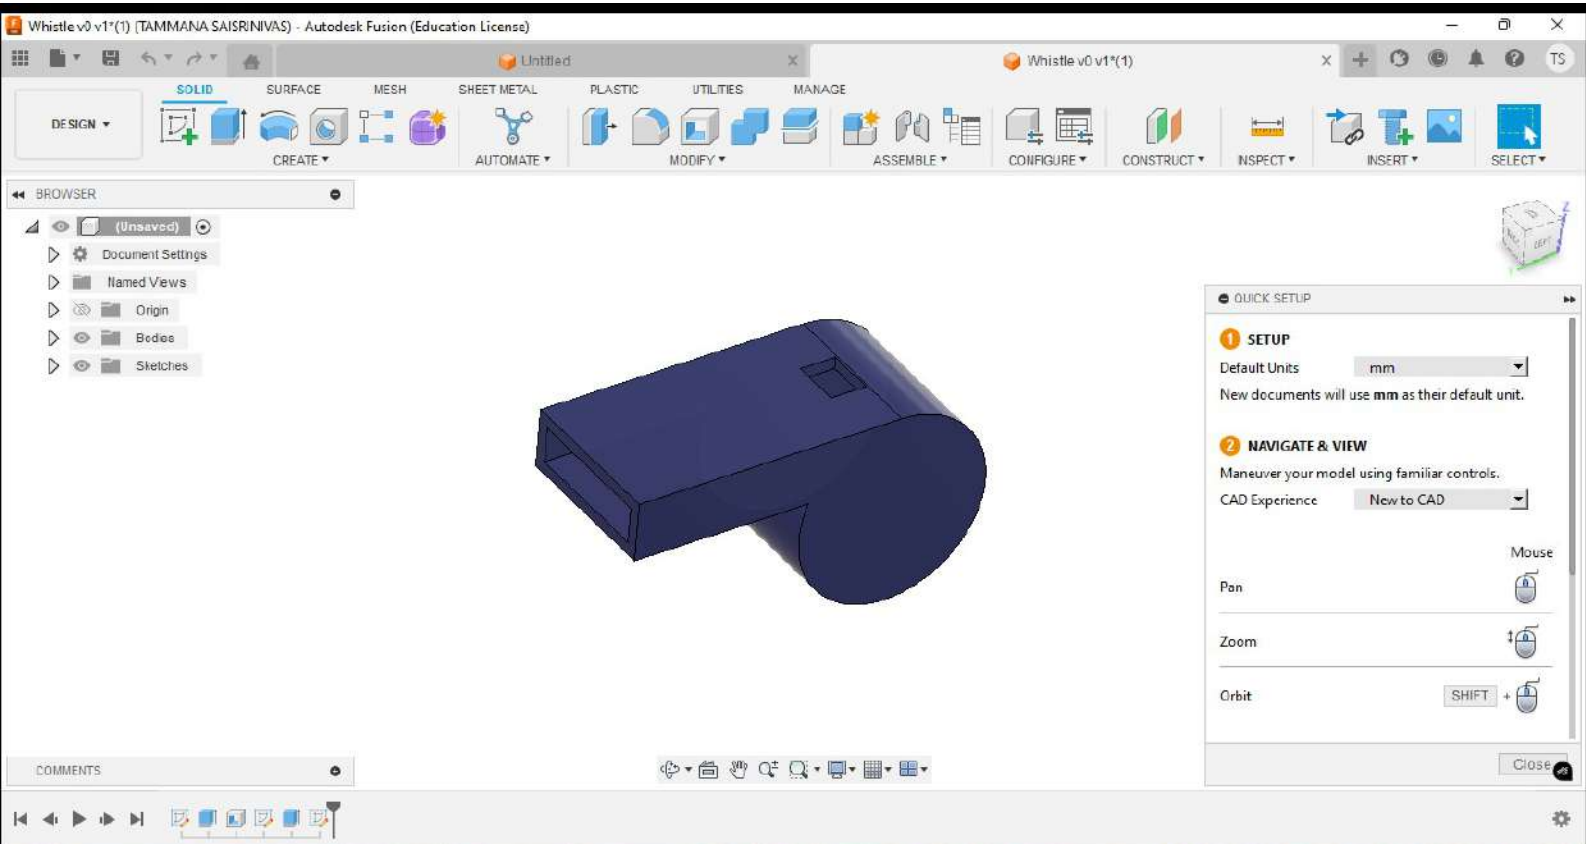 Whistle v0 v1*(1) (TAMMANA SAISRINIVAS) - Autodesk Fusion (Education License)
Untitled
Whistle v0 v1*(1)
TS
SOLID SURFACE MESH SHEET METAL PLASTIC UTILITIES MANAGE
DESIGN
CREATE AUTOMATE MODIFY ASSEMBLE CONFIGURE CONSTRUCT INSPECT INSERT SELECT
BROWSER
(Unsaved)
Document Settings
Named Views
Origin
Bodies
Sketches
Z
LEFT
QUICK SETUP
1 SETUP
Default Units mm
New documents will use mm as their default unit.
2 NAVIGATE & VIEW
Maneuver your model using familiar controls.
CAD Experience New to CAD
Mouse
Pan
Zoom
Orbit SHIFT +
Close
COMMENTS